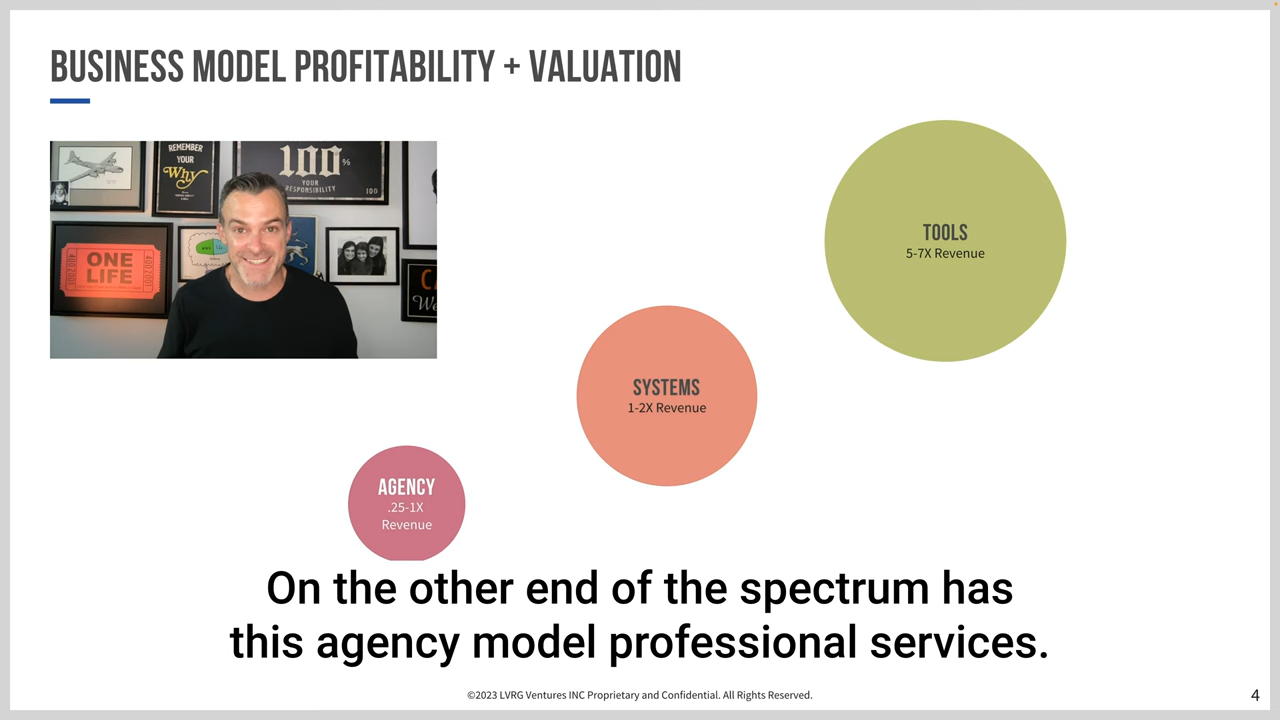 BUSINESS MODEL PROFITABILITY + VALUATION
REMEMBER
YOUR
Why
100%
YOUR
RESPONSIBILITY
100
ONE
LIFE
We
TOOLS
5-7X Revenue
SYSTEMS
1-2X Revenue
AGENCY
.25-1X
Revenue
On the other end of the spectrum has
this agency model professional services.
©2023 LVRG Ventures INC Proprietary and Confidential. All Rights Reserved.
4